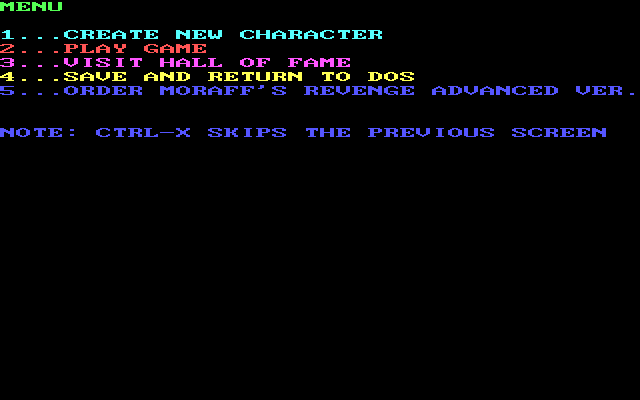 MENU
1...CREATE NEW CHARACTER
2...PLAY GAME
3...VISIT HALL OF FAME
4...SAVE AND RETURN TO DOS
5...ORDER MORAFF'S REVENGE ADVANCED VER.
NOTE: CTRL-X SKIPS THE PREVIOUS SCREEN